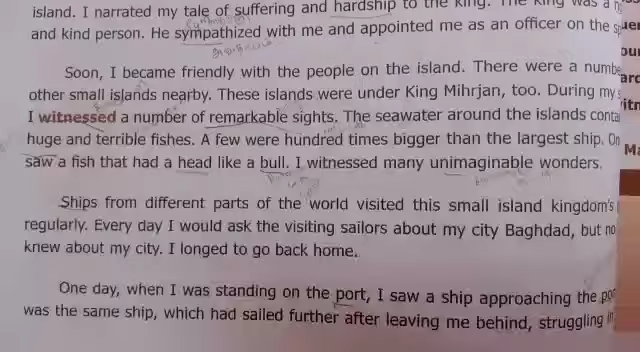 island. I narrated my tale of suffering and hardship to the King. The King was a
and kind person. He sympathized with me and appointed me as an officer on the
Soon, I became friendly with the people on the island. There were a numbe
other small islands nearby. These islands were under King Mihrjan, too. During my s
I witnessed a number of remarkable sights. The seawater around the islands conta
huge and terrible fishes. A few were hundred times bigger than the largest ship. On
saw a fish that had a head like a bull. I witnessed many unimaginable wonders.
Ships from different parts of the world visited this small island kingdom's
regularly. Every day I would ask the visiting sailors about my city Baghdad, but no
knew about my city. I longed to go back home.
One day, when I was standing on the port, I saw a ship approaching the por
was the same ship, which had sailed further after leaving me behind, struggling in